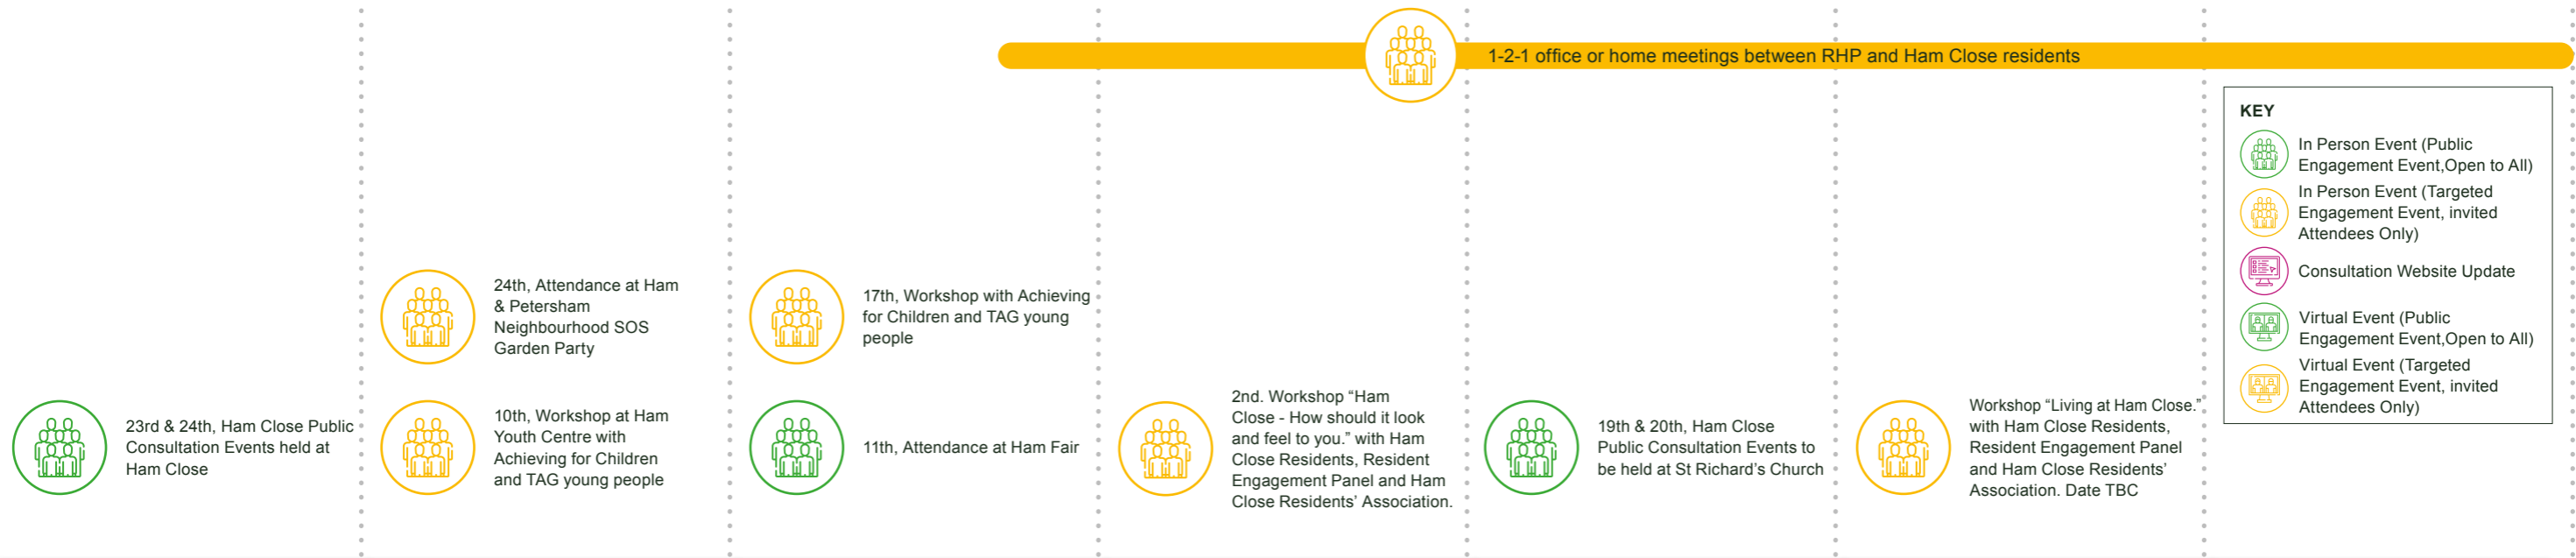 1-2-1 office or home meetings between RHP and Ham Close residents
KEY
In Person Event (Public
Engagement Event,Open to All)
In Person Event (Targeted
Engagement Event, invited
Attendees Only)
Consultation Website Update
Virtual Event (Public
Engagement Event,Open to All)
Virtual Event (Targeted
Engagement Event, invited
Attendees Only)
24th, Attendance at Ham
& Petersham
Neighbourhood SOS
Garden Party
17th, Workshop with Achieving
for Children and TAG young
people
23rd & 24th, Ham Close Public
Consultation Events held at
Ham Close
10th, Workshop at Ham
Youth Centre with
Achieving for Children
and TAG young people
11th, Attendance at Ham Fair
2nd. Workshop “Ham
Close - How should it look
and feel to you.” with Ham
Close Residents, Resident
Engagement Panel and Ham
Close Residents’ Association.
19th & 20th, Ham Close
Public Consultation Events to
be held at St Richard’s Church
Workshop “Living at Ham Close.”
with Ham Close Residents,
Resident Engagement Panel
and Ham Close Residents’
Association. Date TBC